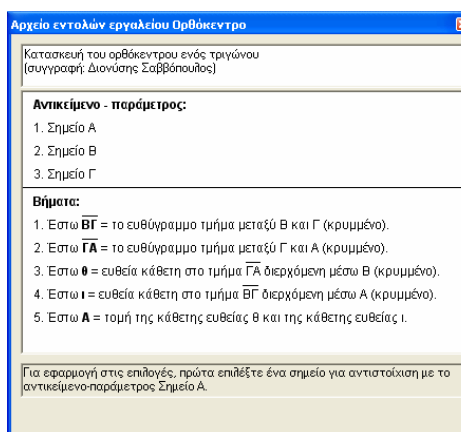 Αρχείο εντολών εργαλείου Ορθόκεντρο
Κατασκευή του ορθόκεντρου ενός τριγώνου
(συγγραφή: Διονύσης Σαββόπουλος)
Αντικείμενο - παράμετρος:
1. Σημείο Α
2. Σημείο Β
3. Σημείο Γ
Βήματα:
1. Έστω ΒΓ = το ευθύγραμμο τμήμα μεταξύ Β και Γ (κρυμμένο).
2. Έστω ΓΑ = το ευθύγραμμο τμήμα μεταξύ Γ και Α (κρυμμένο).
3. Έστω θ = ευθεία κάθετη στο τμήμα ΓΑ διερχόμενη μέσω Β (κρυμμένο).
4. Έστω ι = ευθεία κάθετη στο τμήμα ΒΓ διερχόμενη μέσω Α (κρυμμένο).
5. Έστω Α = τομή της κάθετης ευθείας θ και της κάθετης ευθείας ι.
Για εφαρμογή στις επιλογές, πρώτα επιλέξτε ένα σημείο για αντιστοίχιση με το
αντικείμενο-παράμετρος Σημείο Α.